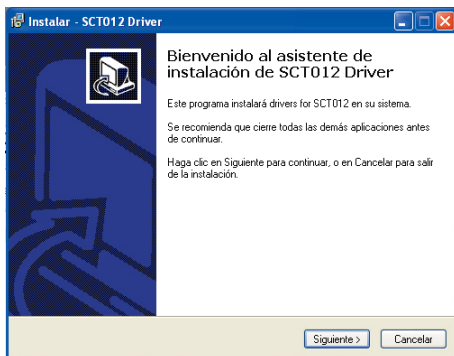 Instalar - SCT012 Driver
Bienvenido al asistente de
instalación de SCT012 Driver
Este programa instalará drivers for SCT012 en su sistema.
Se recomienda que cierre todas las demás aplicaciones antes
de continuar.
Haga clic en Siguiente para continuar, o en Cancelar para salir
de la instalación.
Siguiente >
Cancelar